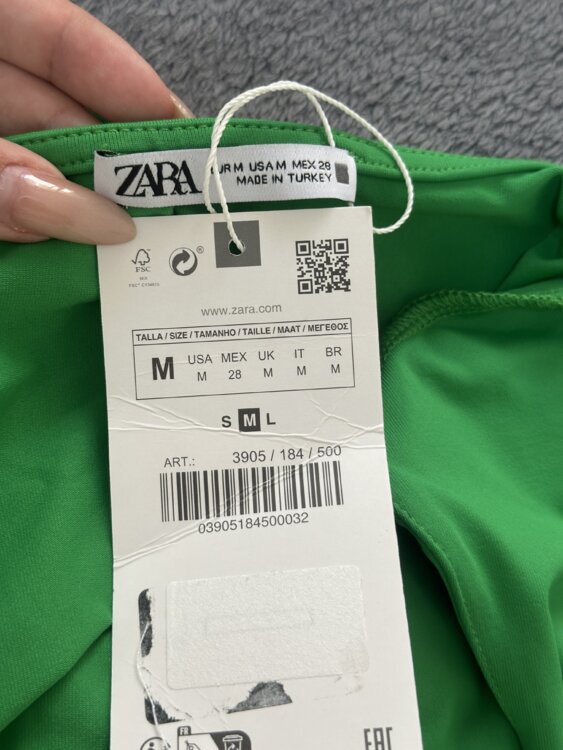 ZARA
EUR M USA M MEX 28
MADE IN TURKEY
FSC
www.zara.com
TALLA / SIZE / TAMANHO / TAILLE / MAAT / ΜΕΓΕΘΟΣ
M
USA MEX UK IT BR
M 28 M M M
S M L
ART.: 3905 / 184 / 500
03905184500032
FR
EAC